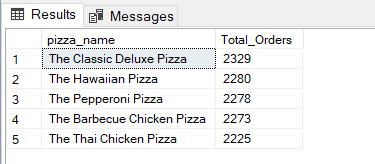 Results Messages
pizza_name Total_Orders
1 The Classic Deluxe Pizza 2329
2 The Hawaiian Pizza 2280
3 The Pepperoni Pizza 2278
4 The Barbecue Chicken Pizza 2273
5 The Thai Chicken Pizza 2225